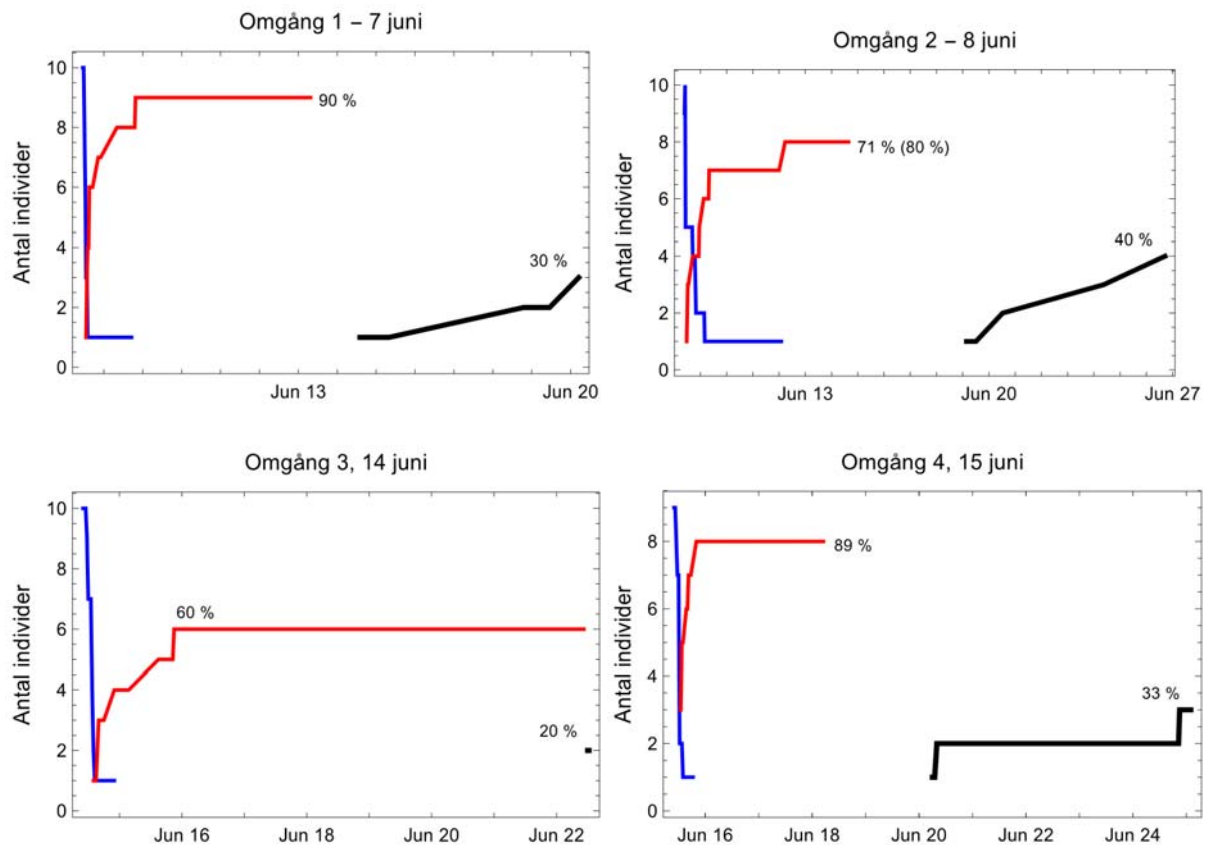 Omgång 1 – 7 juni
Antal individer
10
8
6
4
2
0
90 %
30 %
Jun 13
Jun 20
Omgång 2 – 8 juni
Antal individer
10
8
6
4
2
0
71 % (80 %)
40 %
Jun 13
Jun 20
Jun 27
Omgång 3, 14 juni
Antal individer
10
8
6
4
2
0
60 %
20 %
Jun 16
Jun 18
Jun 20
Jun 22
Omgång 4, 15 juni
Antal individer
8
6
4
2
0
89 %
33 %
Jun 16
Jun 20
Jun 22
Jun 24